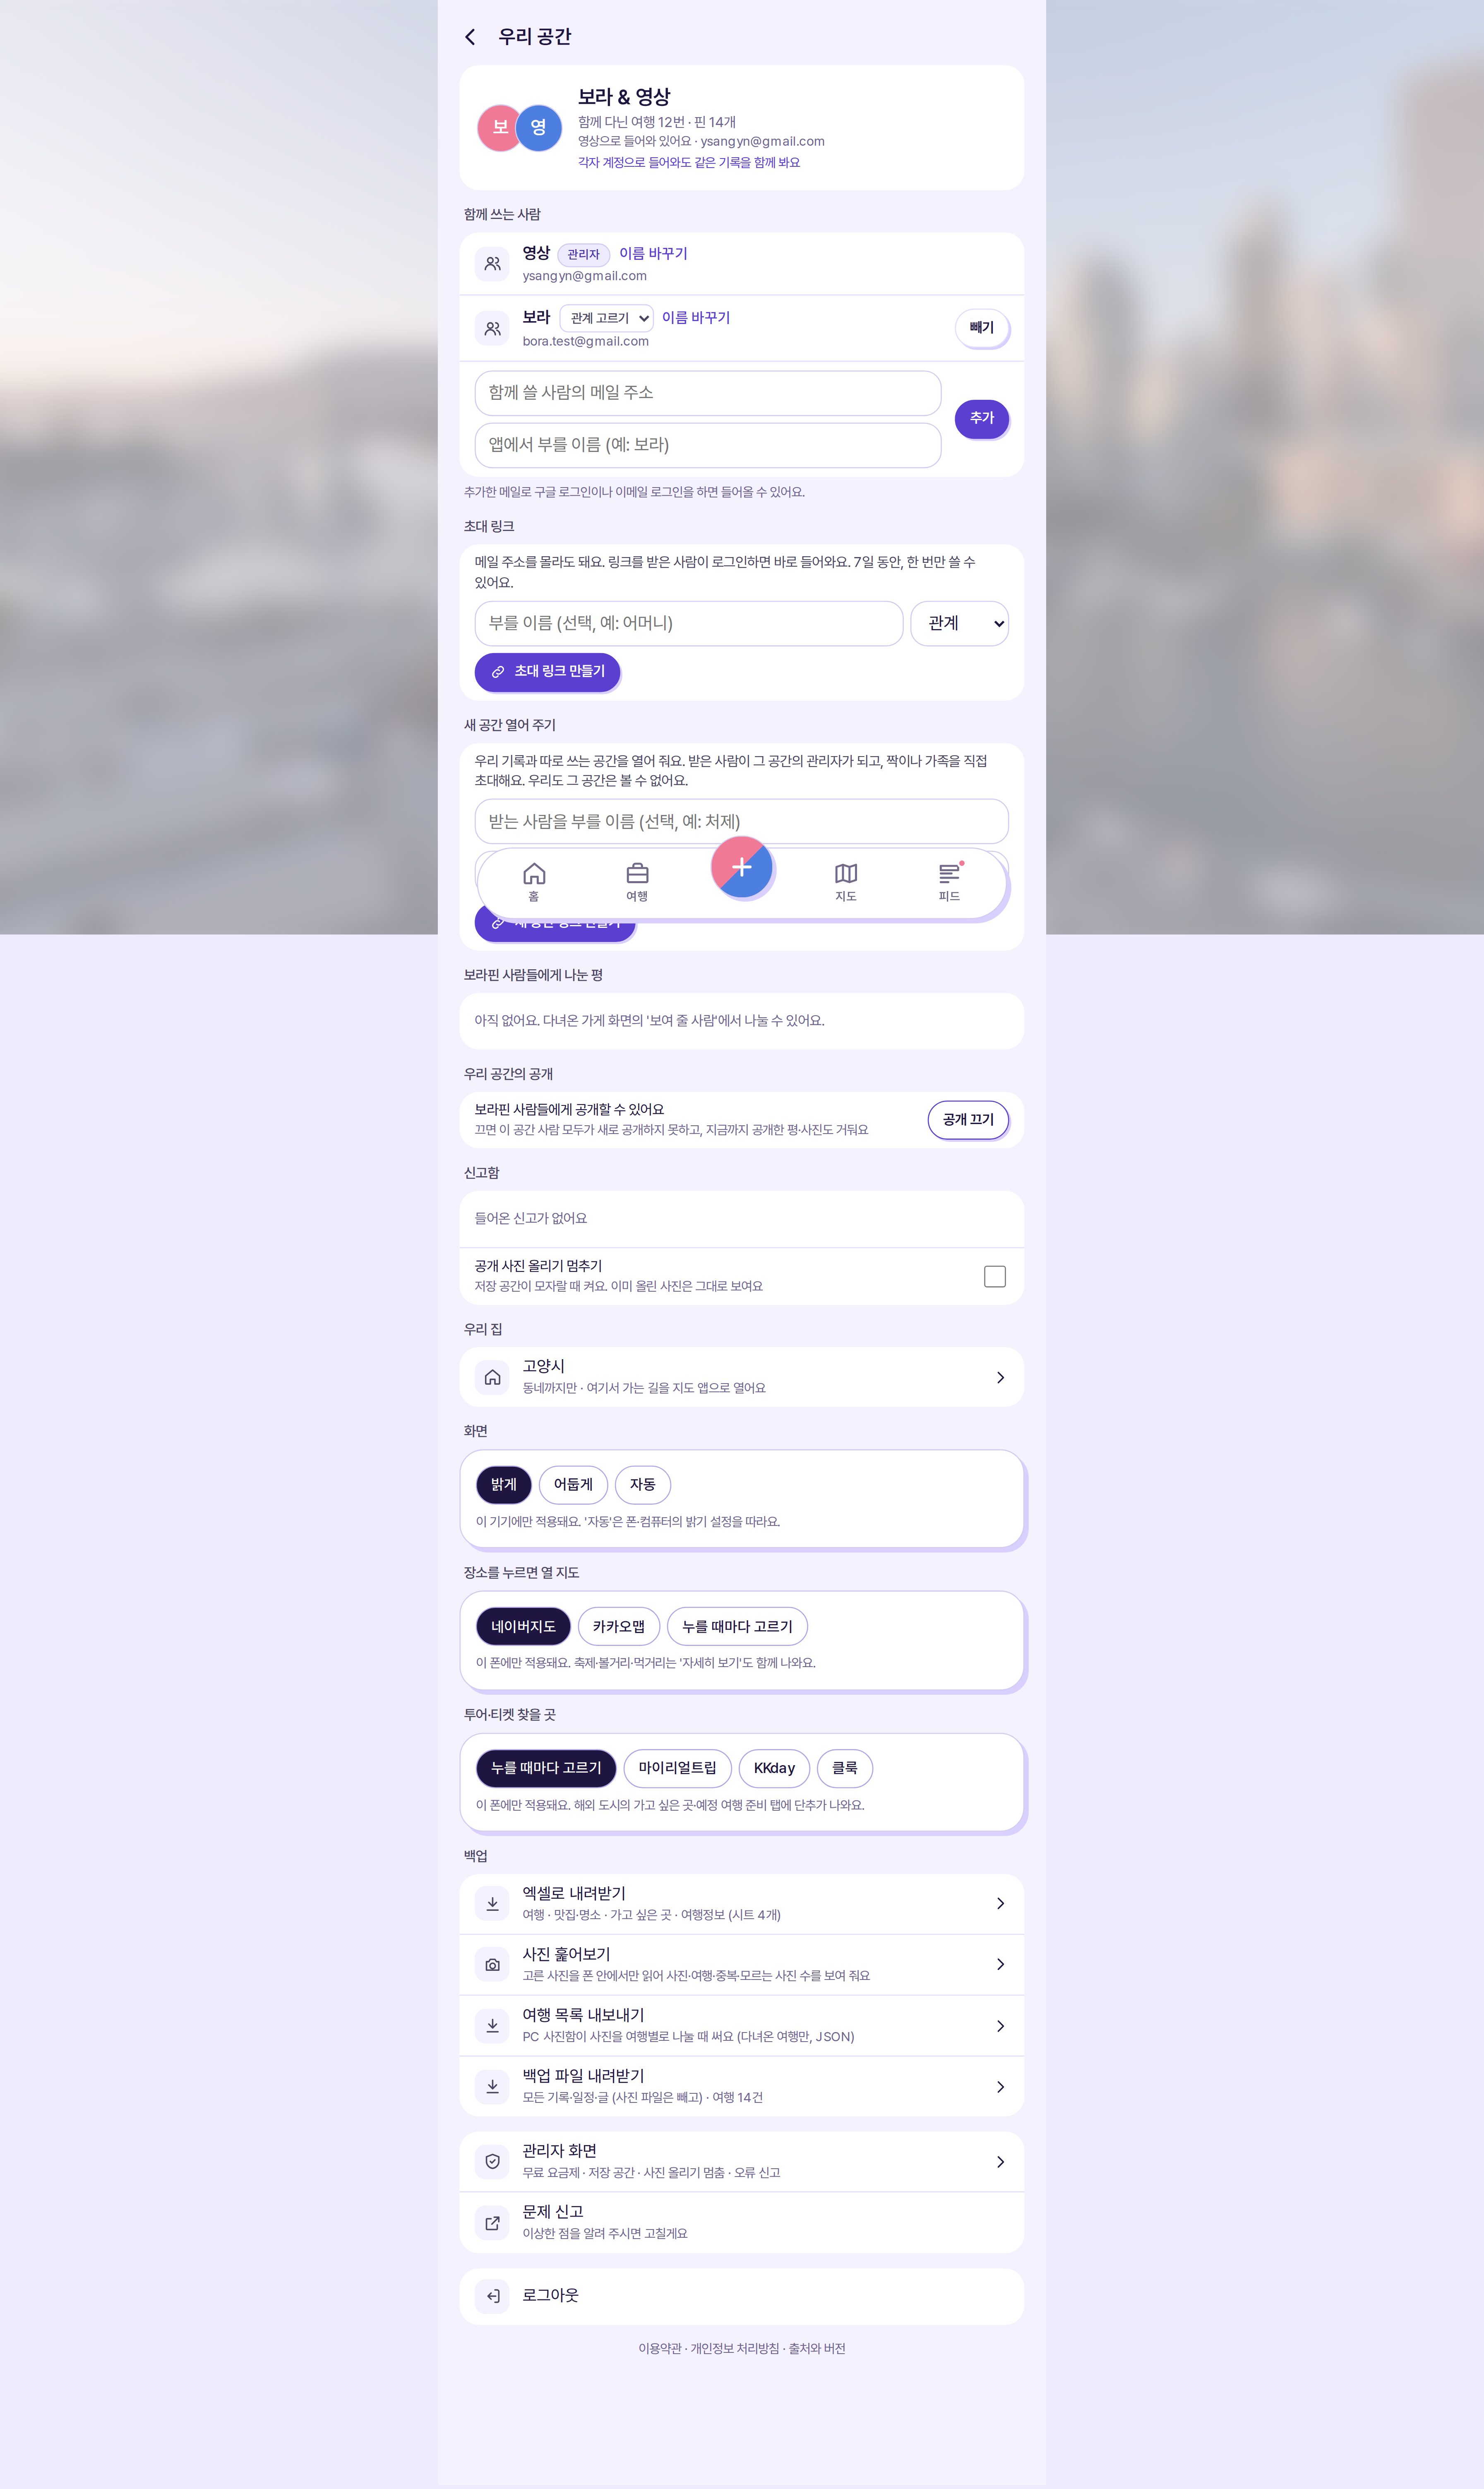 우리 공간
보 영
보라 & 영상
함께 다닌 여행 12번 · 핀 14개
영상으로 들어와 있어요 · ysangyn@gmail.com
각자 계정으로 들어와도 같은 기록을 함께 봐요
함께 쓰는 사람
영상 관리자 이름 바꾸기
ysangyn@gmail.com
보라 관계 고르기 이름 바꾸기
bora.test@gmail.com
빼기
함께 쓸 사람의 메일 주소
앱에서 부를 이름 (예: 보라)
추가
추가한 메일로 구글 로그인이나 이메일 로그인을 하면 들어올 수 있어요.
초대 링크
메일 주소를 몰라도 돼요. 링크를 받은 사람이 로그인하면 바로 들어와요. 7일 동안, 한 번만 쓸 수
있어요.
부를 이름 (선택, 예: 어머니) 관계
초대 링크 만들기
새 공간 열어 주기
우리 기록과 따로 쓰는 공간을 열어 줘요. 받은 사람이 그 공간의 관리자가 되고, 짝이나 가족을 직접
초대해요. 우리도 그 공간은 볼 수 없어요.
받는 사람을 부를 이름 (선택, 예: 처제)
홈 여행 지도 피드
보라핀 사람들에게 나눈 평
아직 없어요. 다녀온 가게 화면의 '보여 줄 사람'에서 나눌 수 있어요.
우리 공간의 공개
보라핀 사람들에게 공개할 수 있어요
끄면 이 공간 사람 모두가 새로 공개하지 못하고, 지금까지 공개한 평·사진도 거둬요
공개 끄기
신고함
들어온 신고가 없어요
공개 사진 올리기 멈추기
저장 공간이 모자랄 때 켜요. 이미 올린 사진은 그대로 보여요
우리 집
고양시
동네까지만 · 여기서 가는 길을 지도 앱으로 열어요
화면
밝게 어둡게 자동
이 기기에만 적용돼요. '자동'은 폰·컴퓨터의 밝기 설정을 따라요.
장소를 누르면 열 지도
네이버지도 카카오맵 누를 때마다 고르기
이 폰에만 적용돼요. 축제·볼거리·먹거리는 '자세히 보기'도 함께 나와요.
투어·티켓 찾을 곳
누를 때마다 고르기 마이리얼트립 KKday 클룩
이 폰에만 적용돼요. 해외 도시의 가고 싶은 곳·예정 여행 준비 탭에 단추가 나와요.
백업
엑셀로 내려받기
여행 · 맛집·명소 · 가고 싶은 곳 · 여행정보 (시트 4개)
사진 훑어보기
고른 사진을 폰 안에서만 읽어 사진·여행·중복·모르는 사진 수를 보여 줘요
여행 목록 내보내기
PC 사진함이 사진을 여행별로 나눌 때 써요 (다녀온 여행만, JSON)
백업 파일 내려받기
모든 기록·일정·글 (사진 파일은 빼고) · 여행 14건
관리자 화면
무료 요금제 · 저장 공간 · 사진 올리기 멈춤 · 오류 신고
문제 신고
이상한 점을 알려 주시면 고칠게요
로그아웃
이용약관 · 개인정보 처리방침 · 출처와 버전